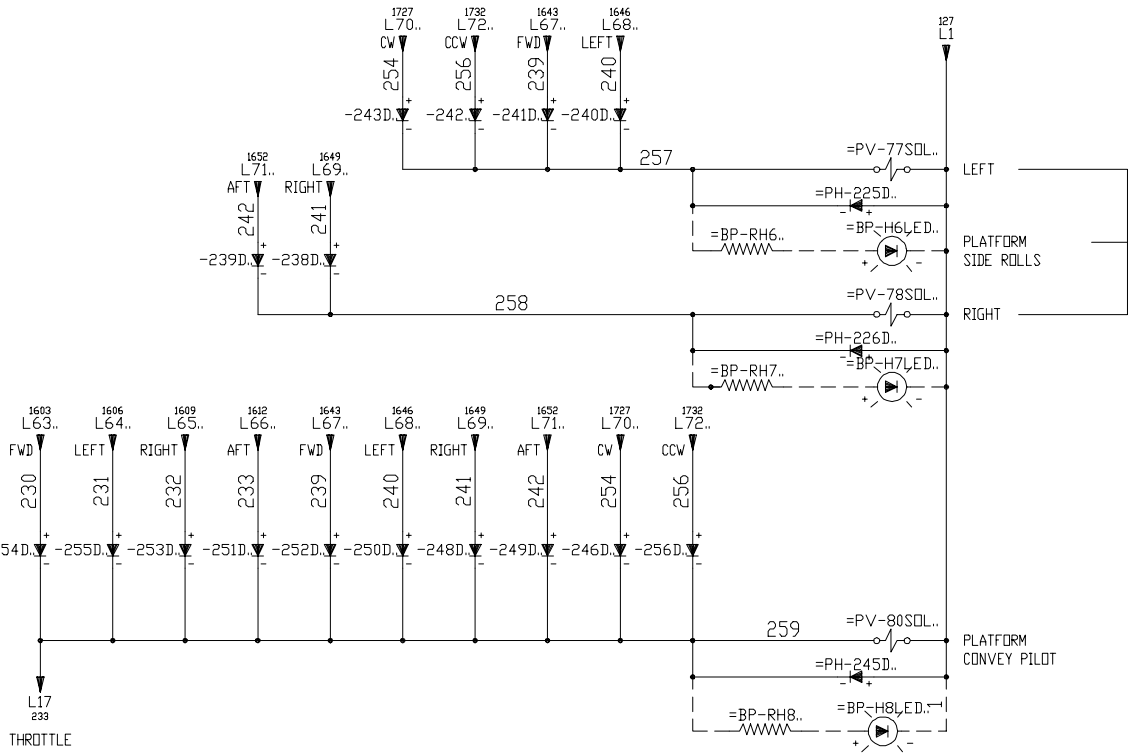 1727 1732 1643 1646 127
L70.. L72.. L67.. L68.. L1
CW CCW FWD LEFT
254 256 239 240
-243D.. -242.. -241D.. -240D..
+ + + +
- - - -
257 =PV-77SOL.. LEFT
1652 1649
L71.. L69..
AFT RIGHT
242 241
=PH-225D..
- +
=BP-RH6.. =BP-H6LED.. PLATFORM
SIDE ROLLS
+ -
-239D.. -238D..
+ +
- -
258 =PV-78SOL.. RIGHT
=PH-226D..
- +
=BP-RH7.. =BP-H7LED..
+ -
1603 1606 1609 1612 1643 1646 1649 1652 1727 1732
L63.. L64.. L65.. L66.. L67.. L68.. L69.. L71.. L70.. L72..
FWD LEFT RIGHT AFT FWD LEFT RIGHT AFT CW CCW
230 231 232 233 239 240 241 242 254 256
+ + + + + + + + + +
54D.. -255D.. -253D.. -251D.. -252D.. -250D.. -248D.. -249D.. -246D.. -256D..
- - - - - - - - - -
259 =PV-80SOL.. PLATFORM
CONVEY PILOT
=PH-245D..
- +
L17
233
THROTTLE
=BP-RH8.. =BP-H8LED.. 1
+ -